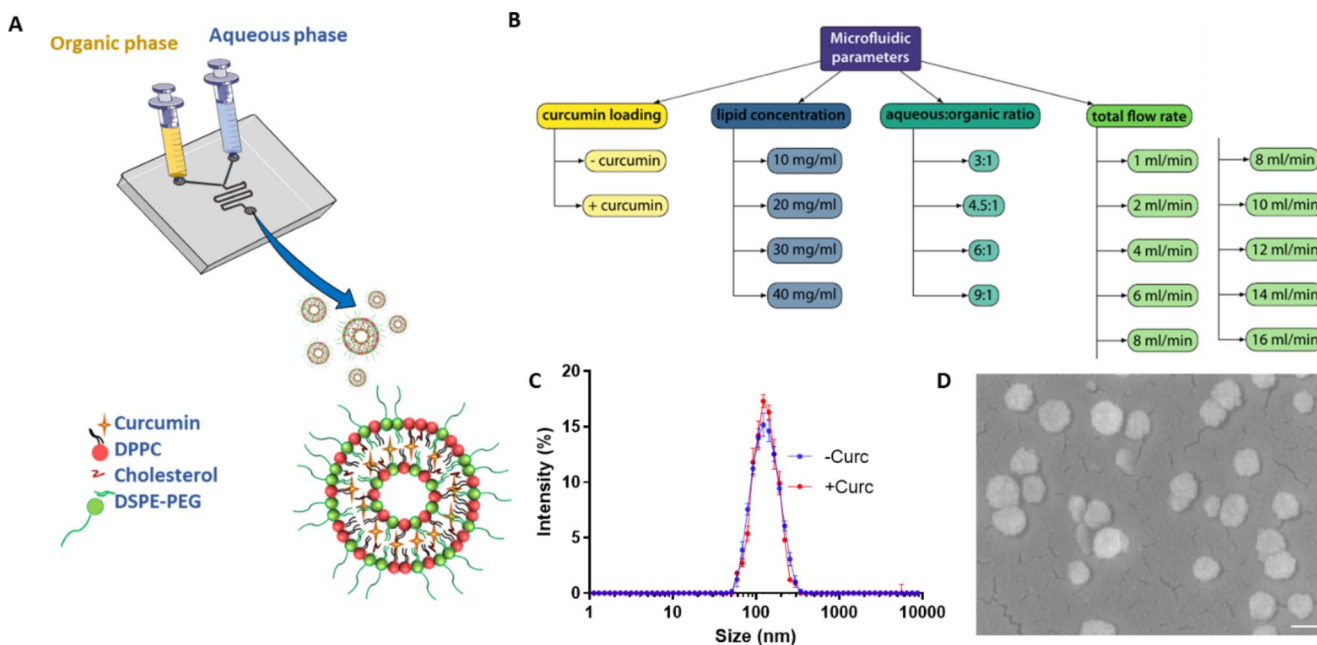 A
Organic phase
Aqueous phase
Curcumin
DPPC
Cholesterol
DSPE-PEG
B
Microfluidic
parameters
curcumin loading
- curcumin
+ curcumin
lipid concentration
10 mg/ml
20 mg/ml
30 mg/ml
40 mg/ml
aqueous:organic ratio
3:1
4.5:1
6:1
9:1
total flow rate
1 ml/min
2 ml/min
4 ml/min
6 ml/min
8 ml/min
8 ml/min
10 ml/min
12 ml/min
14 ml/min
16 ml/min
C
20
15
10
5
0
Intensity (%)
1
10
100
1000
10000
Size (nm)
-Curc
+Curc
D